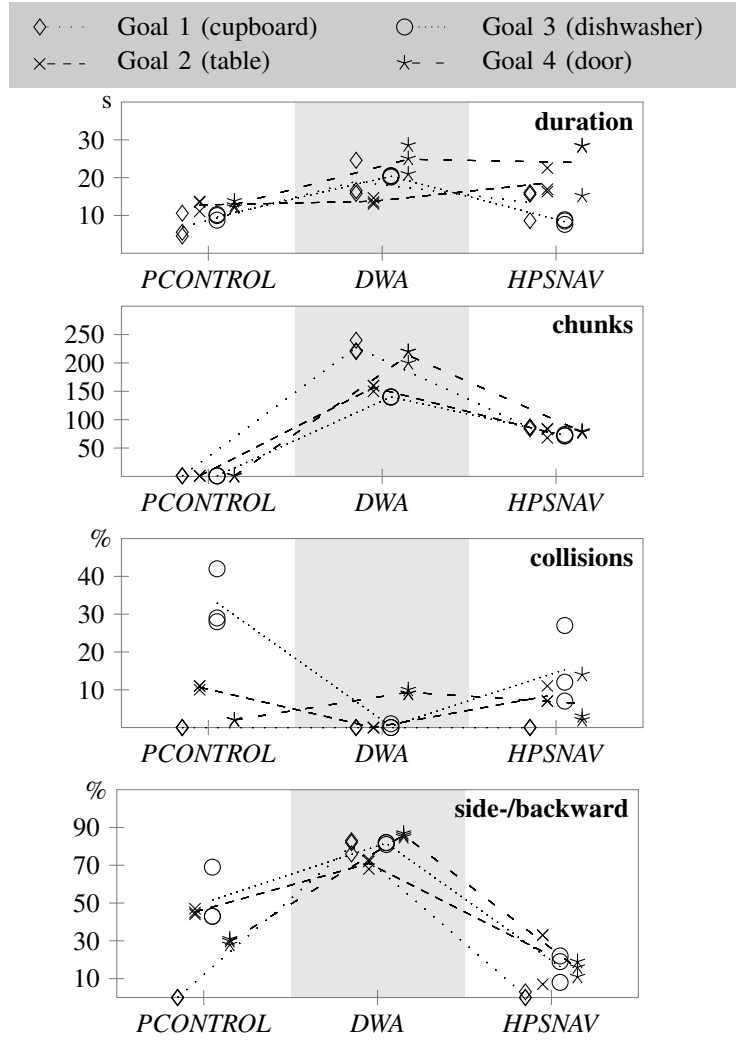 Goal 1 (cupboard) Goal 3 (dishwasher)
Goal 2 (table) Goal 4 (door)
s
duration
30
20
10
PCONTROL DWA HPSNAV
chunks
250
200
150
100
50
PCONTROL DWA HPSNAV
%
collisions
40
30
20
10
PCONTROL DWA HPSNAV
%
side-/backward
90
70
50
30
10
PCONTROL DWA HPSNAV